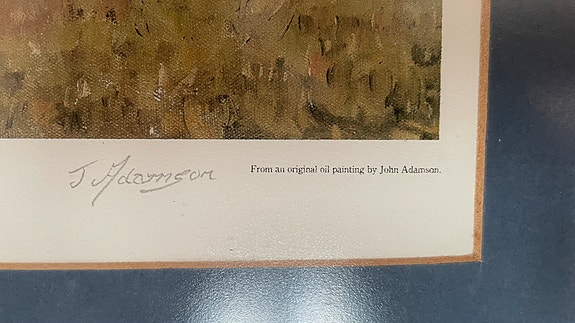 J Adamson
From an original oil painting by John Adamson.